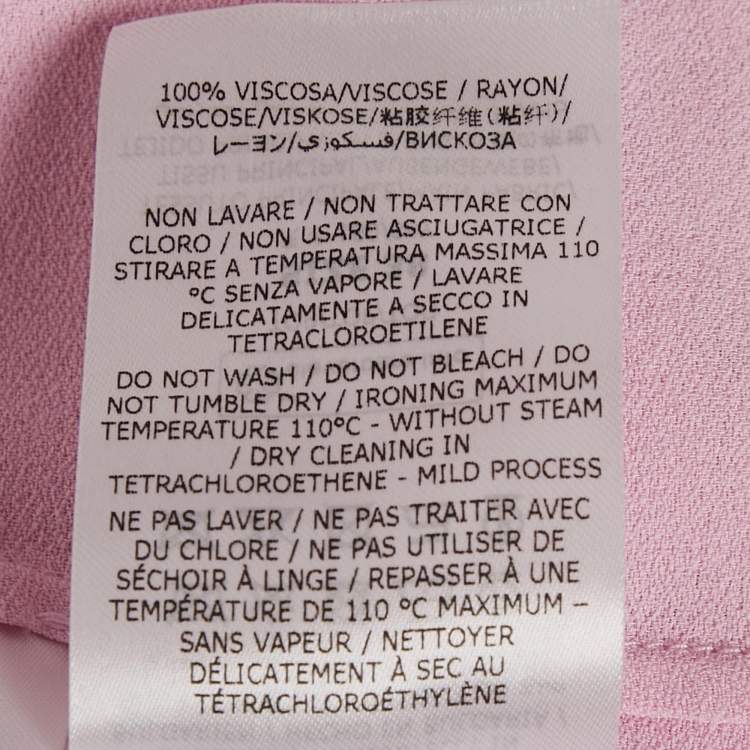 100% VISCOSA/VISCOSE / RAYON/
VISCOSE/VISKOSE/粘胶纤维(粘纤)/
レーヨン/فسكوزي/ВИСКОЗА
NON LAVARE / NON TRATTARE CON
CLORO / NON USARE ASCIUGATRICE /
STIRARE A TEMPERATURA MASSIMA 110
°C SENZA VAPORE / LAVARE
DELICATAMENTE A SECCO IN
TETRACLOROETILENE
DO NOT WASH / DO NOT BLEACH / DO
NOT TUMBLE DRY / IRONING MAXIMUM
TEMPERATURE 110°C - WITHOUT STEAM
/ DRY CLEANING IN
TETRACHLOROETHENE - MILD PROCESS
NE PAS LAVER / NE PAS TRAITER AVEC
DU CHLORE / NE PAS UTILISER DE
SÉCHOIR À LINGE / REPASSER À UNE
TEMPÉRATURE DE 110 °C MAXIMUM –
SANS VAPEUR / NETTOYER
DÉLICATEMENT À SEC AU
TÉTRACHLOROÉTHYLÈNE